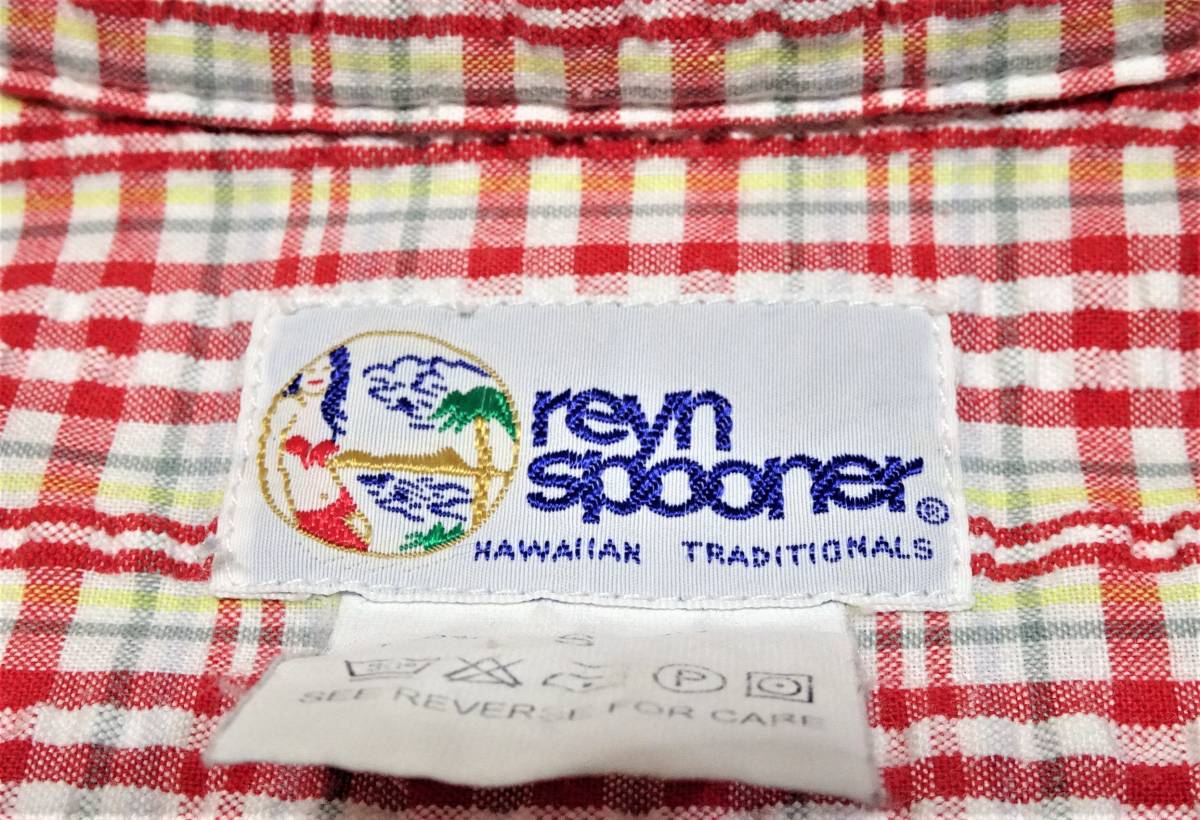 reyn
spooner®
HAWAIIAN TRADITIONALS
S
P
SEE REVERSE FOR CARE